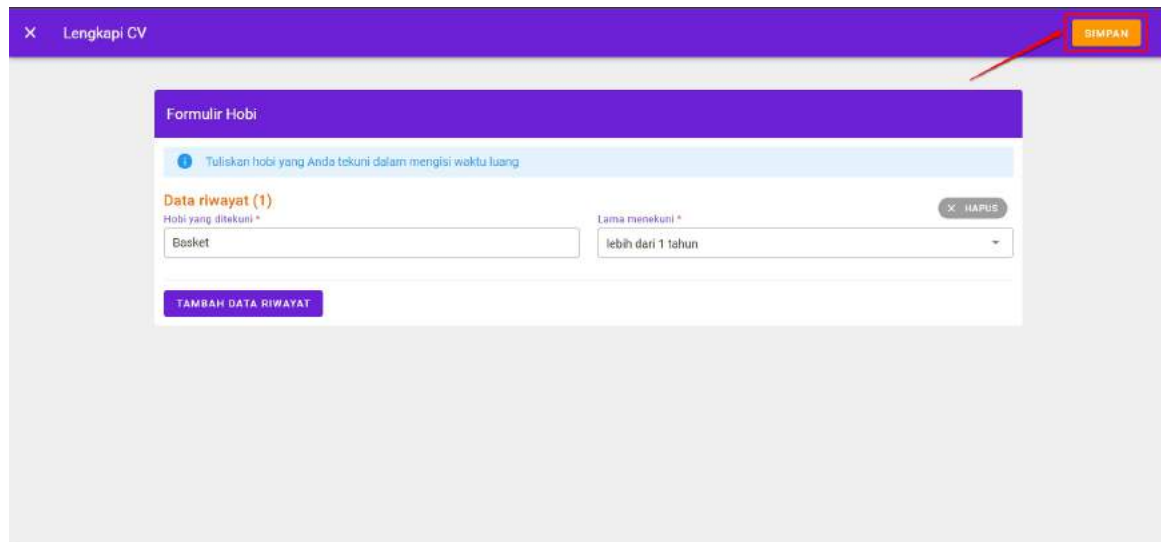 Lengkapi CV
SIMPAN
Formulir Hobi
Tuliskan hobi yang Anda tekuni dalam mengisi waktu luang
Data riwayat (1)
HAPUS
Hobi yang ditekuni *
Lama menekuni *
Basket
lebih dari 1 tahun
TAMBAH DATA RIWAYAT